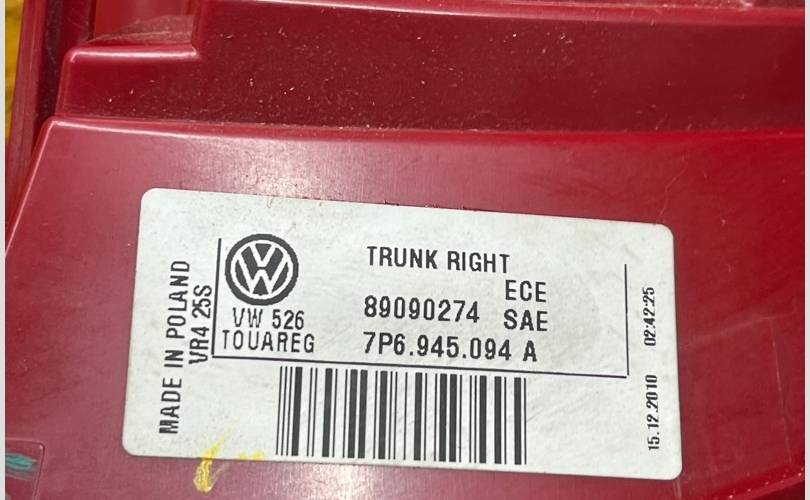 MADE IN POLAND
VR4 25S
VW 526
TOUAREG
TRUNK RIGHT
ECE
89090274 SAE
7P6.945.094 A
15.12.2010 02:42:25